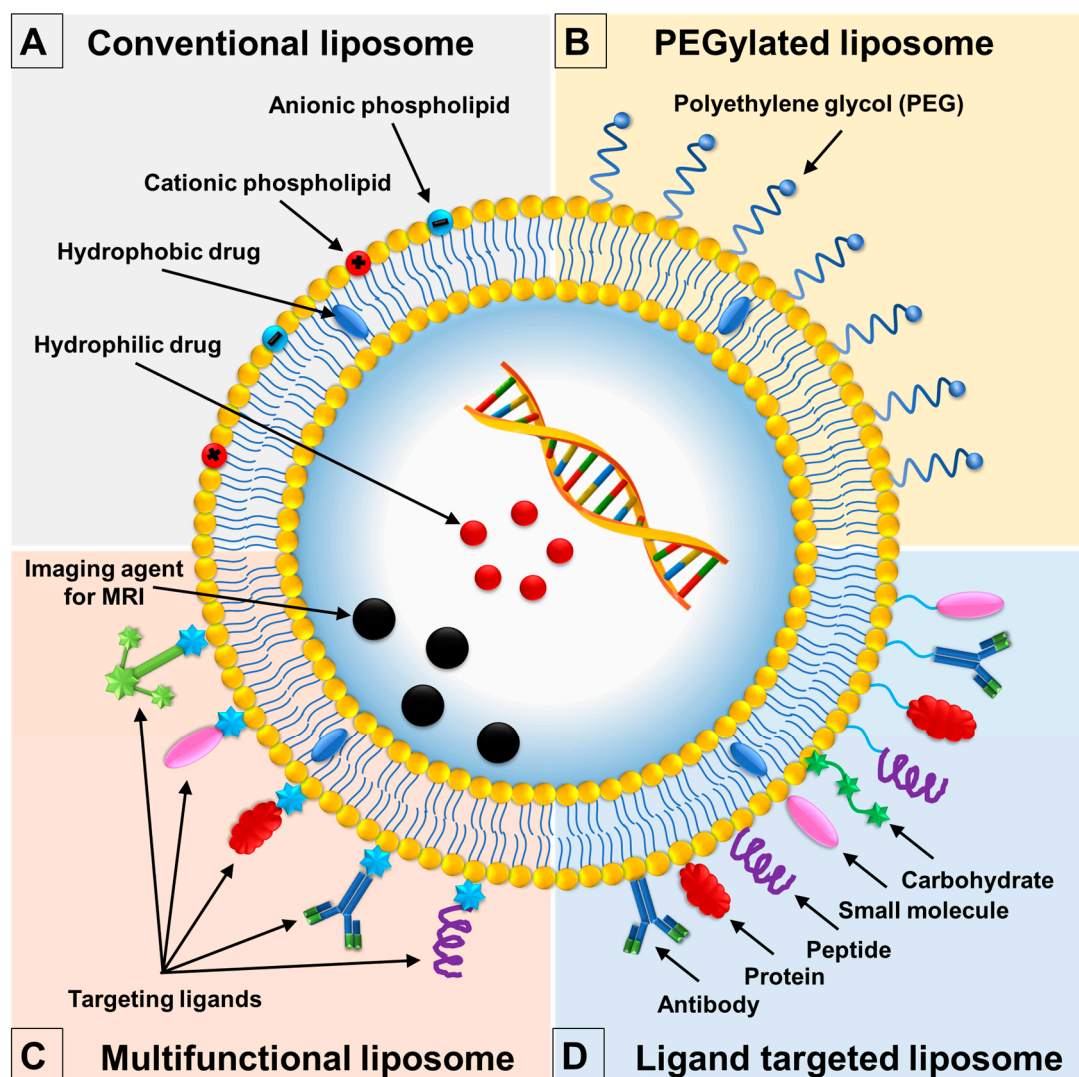 A
Conventional liposome
Anionic phospholipid
Cationic phospholipid
Hydrophobic drug
Hydrophilic drug
B
PEGylated liposome
Polyethylene glycol (PEG)
Imaging agent
for MRI
Targeting ligands
C
Multifunctional liposome
Carbohydrate
Small molecule
Peptide
Protein
Antibody
D
Ligand targeted liposome